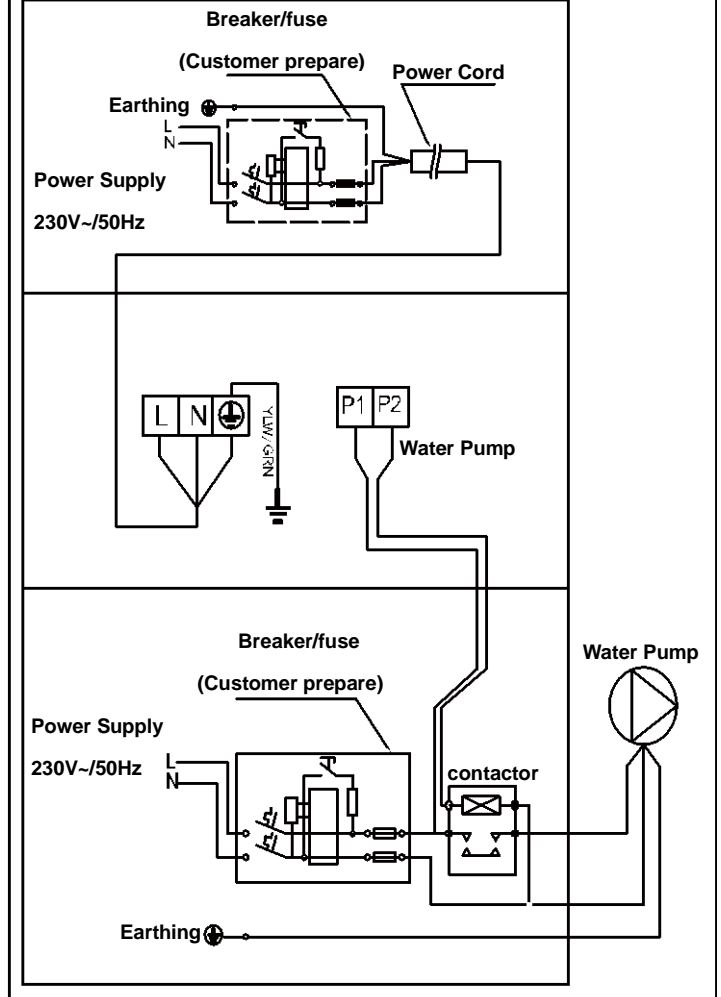 Breaker/fuse
(Customer prepare)
Power Cord
Earthing
L
N
Power Supply
230V~/50Hz
L N
YLW/GRN
P1 P2
Water Pump
Breaker/fuse
(Customer prepare)
Water Pump
Power Supply
230V~/50Hz
L
N
contactor
Earthing